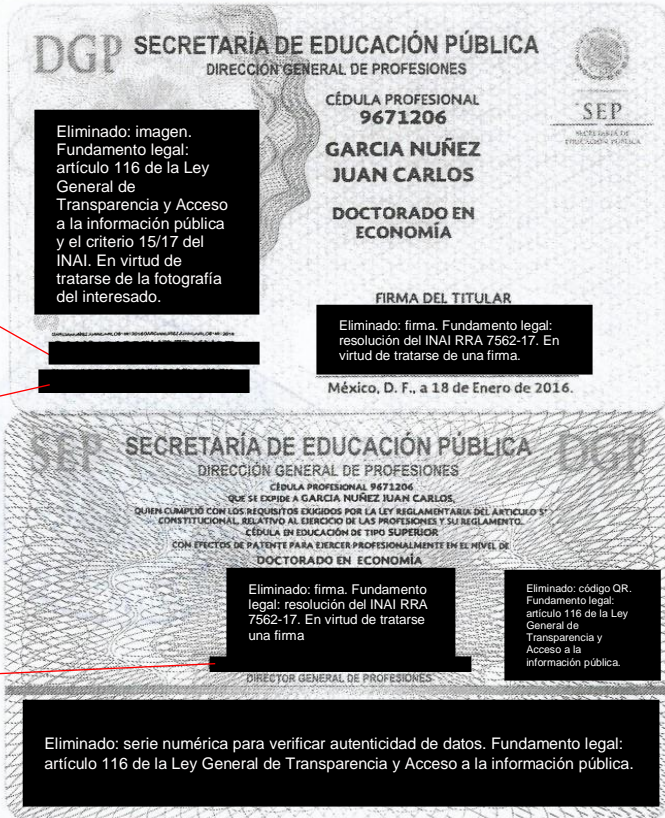 DGP SECRETARÍA DE EDUCACIÓN PÚBLICA
DIRECCIÓN GENERAL DE PROFESIONES
CÉDULA PROFESIONAL
9671206
GARCIA NUÑEZ
JUAN CARLOS
DOCTORADO EN
ECONOMÍA
SEP
SECRETARÍA DE
EDUCACIÓN PÚBLICA
Eliminado: imagen.
Fundamento legal:
artículo 116 de la Ley
General de
Transparencia y Acceso
a la información pública
y el criterio 15/17 del
INAI. En virtud de
tratarse de la fotografía
del interesado.
FIRMA DEL TITULAR
Eliminado: firma. Fundamento legal:
resolución del INAI RRA 7562-17. En
virtud de tratarse de una firma.
México, D. F., a 18 de Enero de 2016.
SEP SECRETARÍA DE EDUCACIÓN PÚBLICA DGP
DIRECCIÓN GENERAL DE PROFESIONES
CÉDULA PROFESIONAL 9671206
QUE SE EXPIDE A GARCIA NUÑEZ JUAN CARLOS,
QUIEN CUMPLIÓ CON LOS REQUISITOS EXIGIDOS POR LA LEY REGLAMENTARIA DEL ARTICULO 5°
CONSTITUCIONAL, RELATIVO AL EJERCICIO DE LAS PROFESIONES Y SU REGLAMENTO.
CÉDULA EN EDUCACIÓN DE TIPO SUPERIOR
CON EFECTOS DE PATENTE PARA EJERCER PROFESIONALMENTE EN EL NIVEL DE
DOCTORADO EN ECONOMÍA
Eliminado: firma. Fundamento
legal: resolución del INAI RRA
7562-17. En virtud de tratarse
una firma
Eliminado: código QR.
Fundamento legal:
artículo 116 de la Ley
General de
Transparencia y
Acceso a la
información pública.
DIRECTOR GENERAL DE PROFESIONES
Eliminado: serie numérica para verificar autenticidad de datos. Fundamento legal:
artículo 116 de la Ley General de Transparencia y Acceso a la información pública.